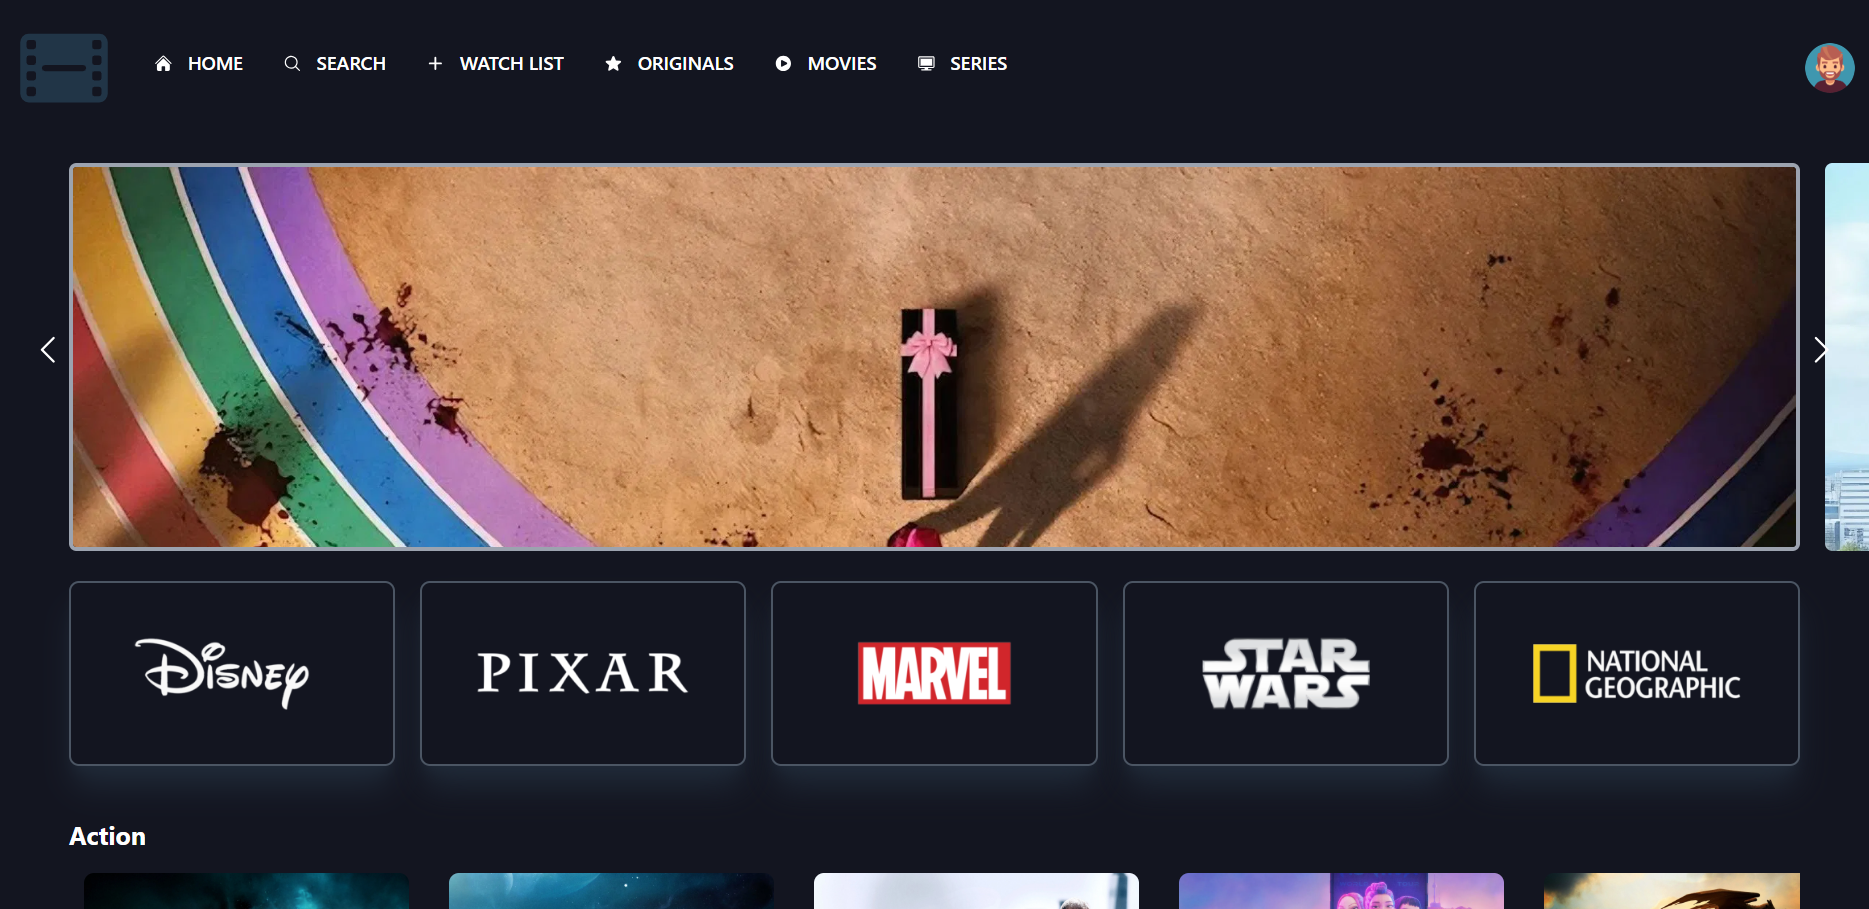 HOME
SEARCH
WATCH LIST
ORIGINALS
MOVIES
SERIES
DISNEY
PIXAR
MARVEL
STAR
WARS
NATIONAL
GEOGRAPHIC
Action